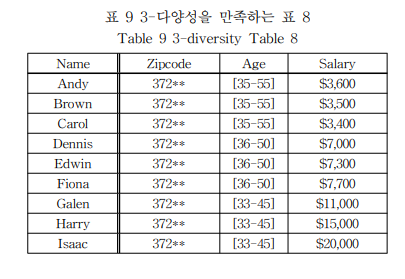 표 9 3-다양성을 만족하는 표 8
Table 9 3-diversity Table 8
Name Zipcode Age Salary
Andy 372** [35-55] $3,600
Brown 372** [35-55] $3,500
Carol 372** [35-55] $3,400
Dennis 372** [36-50] $7,000
Edwin 372** [36-50] $7,300
Fiona 372** [36-50] $7,700
Galen 372** [33-45] $11,000
Harry 372** [33-45] $15,000
Isaac 372** [33-45] $20,000